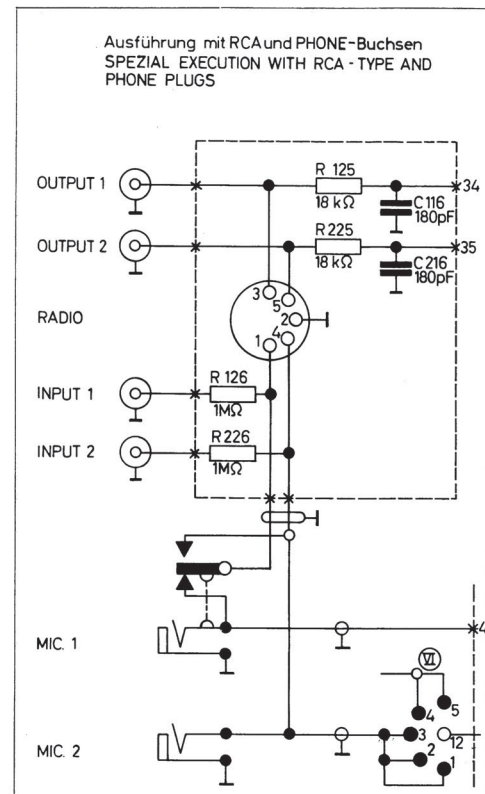 Ausführung mit RCA und PHONE-Buchsen
SPEZIAL EXECUTION WITH RCA - TYPE AND
PHONE PLUGS
OUTPUT 1
R 125
18 kΩ
34
C 116
180pF
OUTPUT 2
R 225
18 kΩ
35
C 216
180pF
RADIO
3
5
2
4
1
INPUT 1
R 126
1MΩ
INPUT 2
R 226
1MΩ
MIC. 1
4
VI
4
5
3
12
2
1
MIC. 2